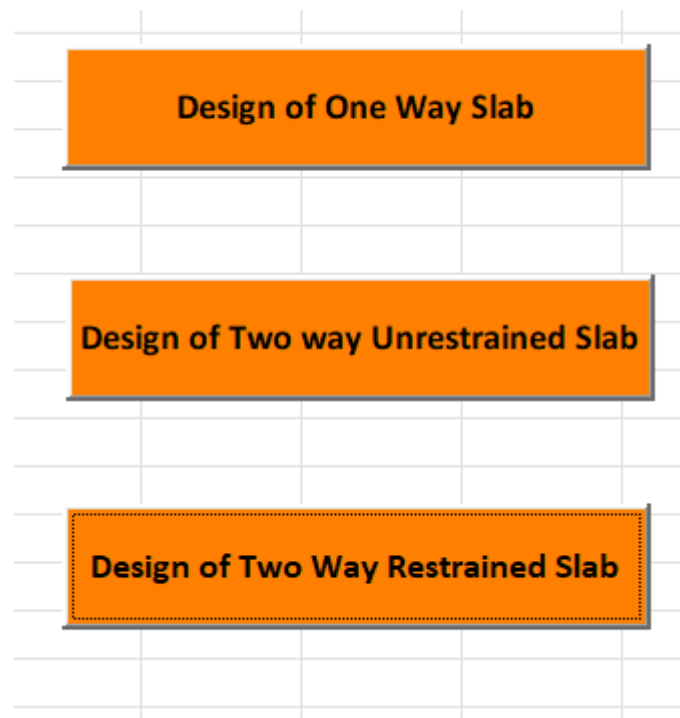 Design of One Way Slab
Design of Two way Unrestrained Slab
Design of Two Way Restrained Slab